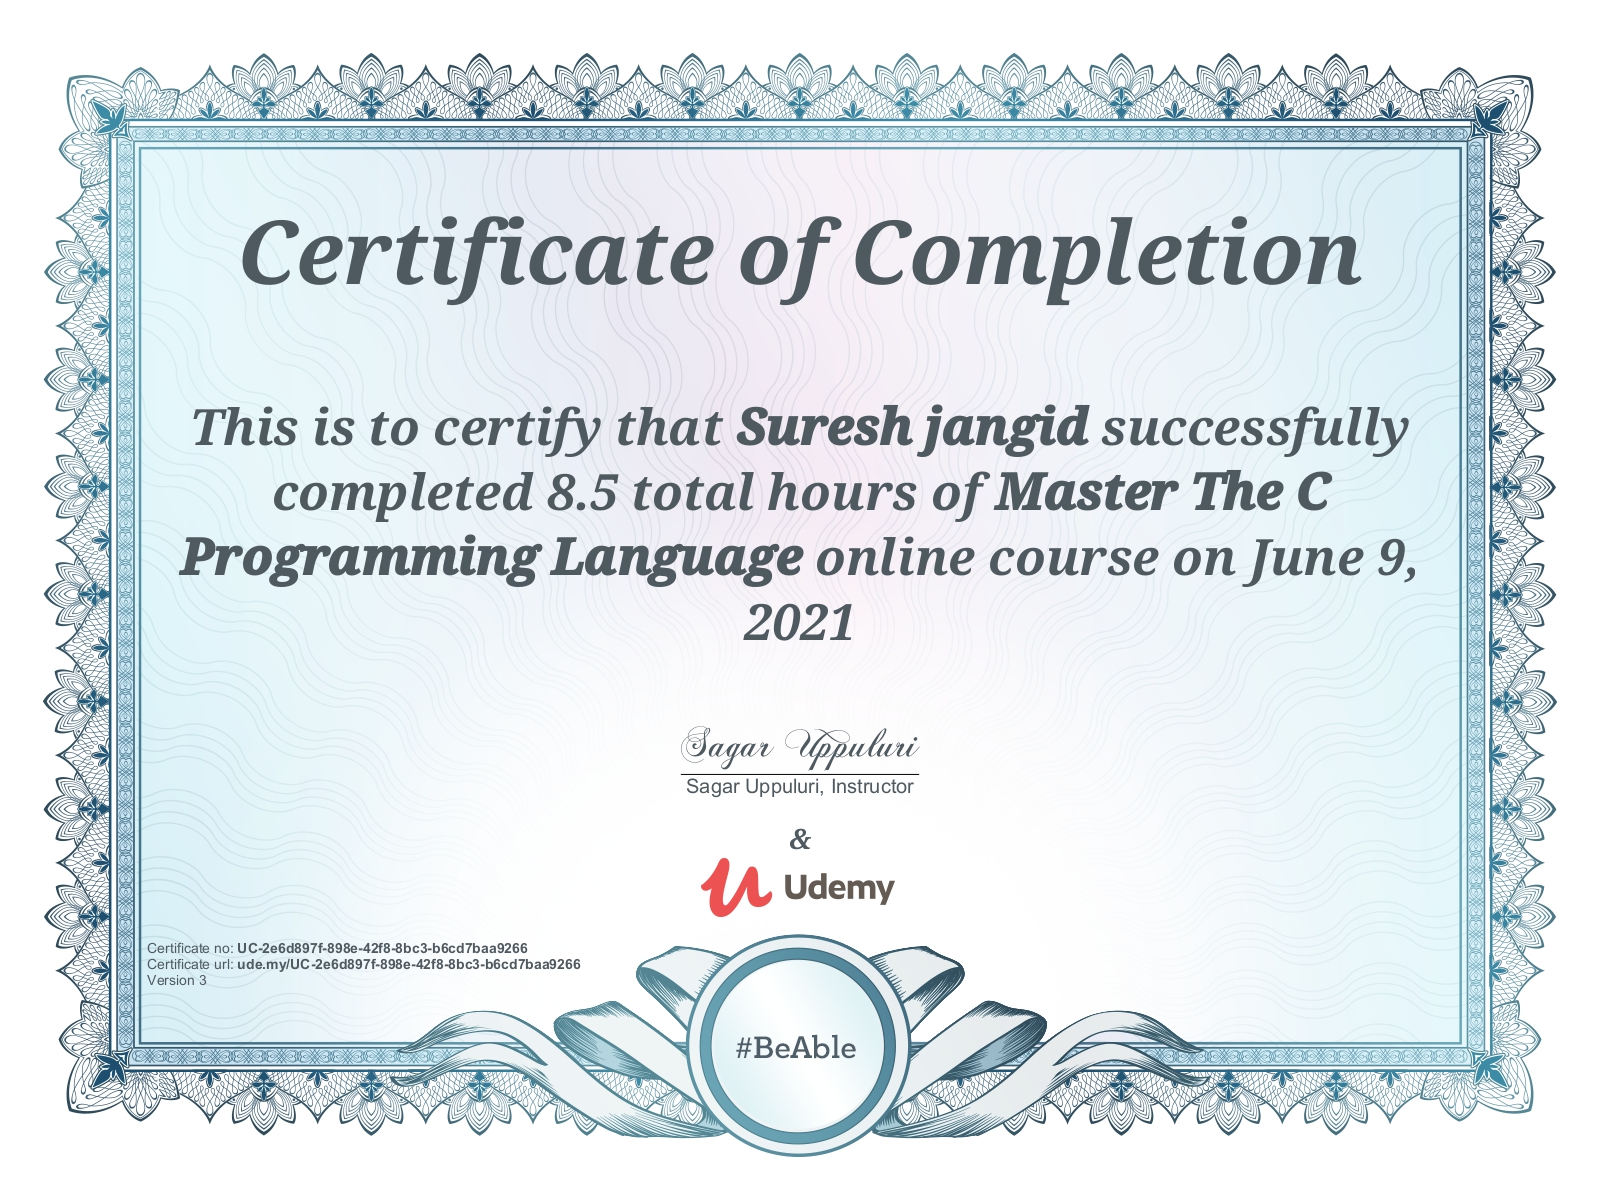 Certificate of Completion
This is to certify that Suresh jangid successfully
completed 8.5 total hours of Master The C
Programming Language online course on June 9,
2021
Sagar Uppuluri
Sagar Uppuluri, Instructor
&
Udemy
Certificate no: UC-2e6d897f-898e-42f8-8bc3-b6cd7baa9266
Certificate url: ude.my/UC-2e6d897f-898e-42f8-8bc3-b6cd7baa9266
Version 3
#BeAble